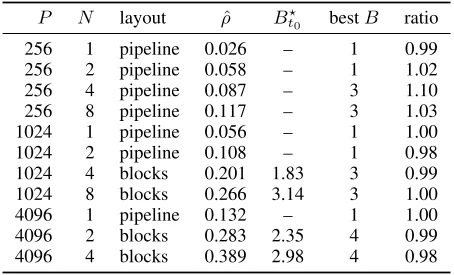 P N layout ρ̂ B⋆t0 best B ratio
256 1 pipeline 0.026 – 1 0.99
256 2 pipeline 0.058 – 1 1.02
256 4 pipeline 0.087 – 3 1.10
256 8 pipeline 0.117 – 3 1.03
1024 1 pipeline 0.056 – 1 1.00
1024 2 pipeline 0.108 – 1 0.98
1024 4 blocks 0.201 1.83 3 0.99
1024 8 blocks 0.266 3.14 3 1.00
4096 1 pipeline 0.132 – 1 1.00
4096 2 blocks 0.283 2.35 4 0.99
4096 4 blocks 0.389 2.98 4 0.98